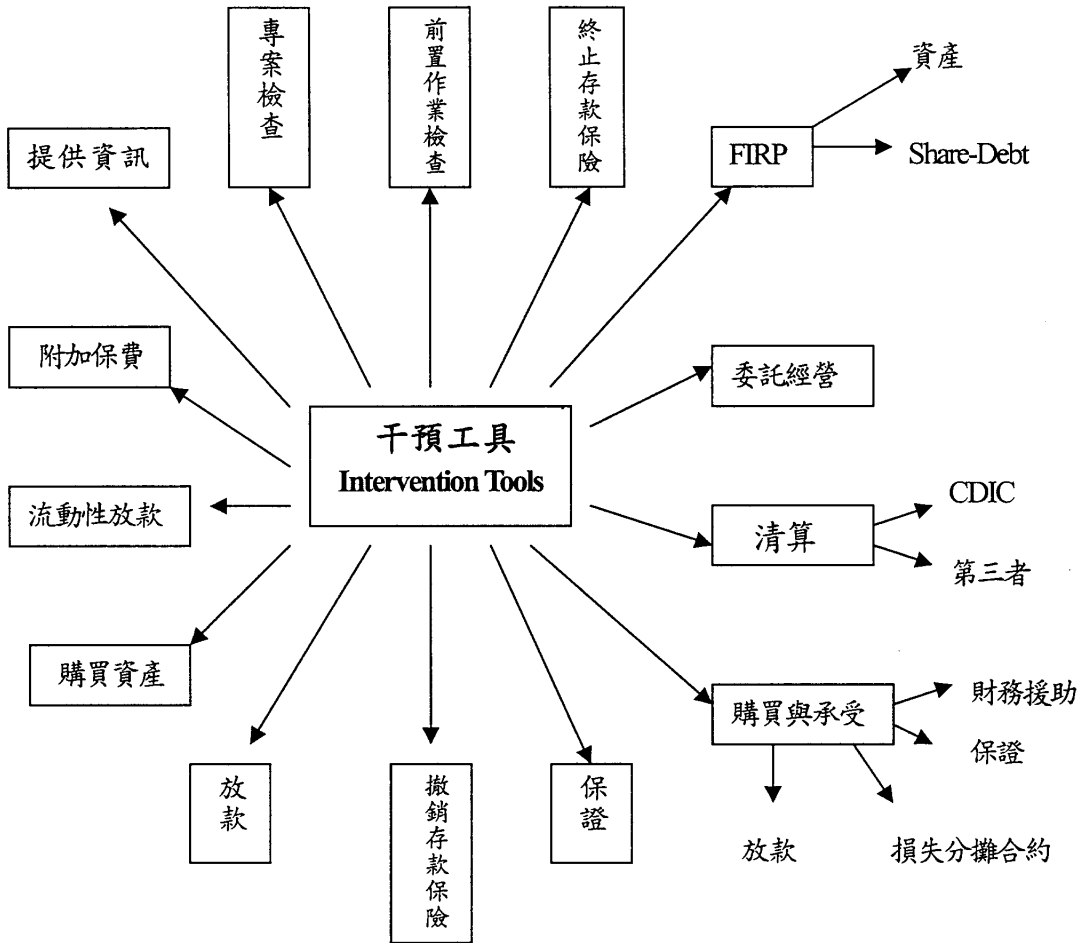 專案檢查
前置作業檢查
終止存款保險
資產
提供資訊
FIRP
Share-Debt
附加保費
委託經營
干預工具
Intervention Tools
流動性放款
清算
CDIC
第三者
購買資產
購買與承受
財務援助
保證
放款
撤銷存款保險
保證
放款
損失分攤合約